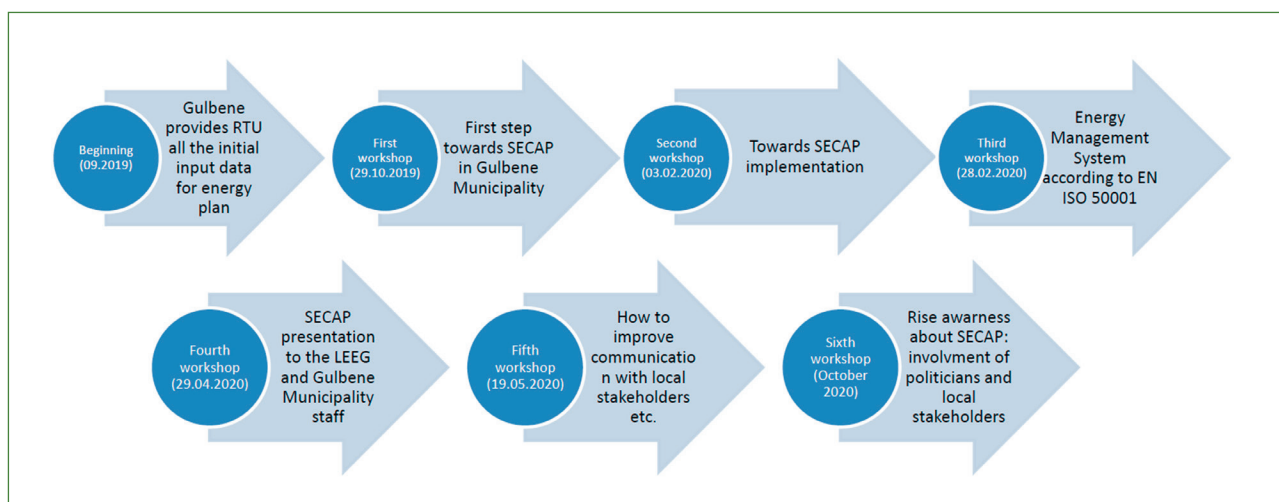 Beginning
(09.2019)
Gulbene
provides RTU
all the initial
input data
for energy
plan
First
workshop
(29.10.2019)
First step
towards SECAP
in Gulbene
Municipality
Second
workshop
(03.02.2020)
Towards SECAP
implementation
Third
workshop
(28.02.2020)
Energy
Management
System
according to EN
ISO 50001
Fourth
workshop
(29.04.2020)
SECAP
presentation
to the LEEG
and Gulbene
Municipality
staff
Fifth
workshop
(19.05.2020)
How to
improve
communicatio
n with local
stakeholders
etc.
Sixth
workshop
(October
2020)
Rise awarness
about SECAP:
involvment of
politicians and
local
stakeholders